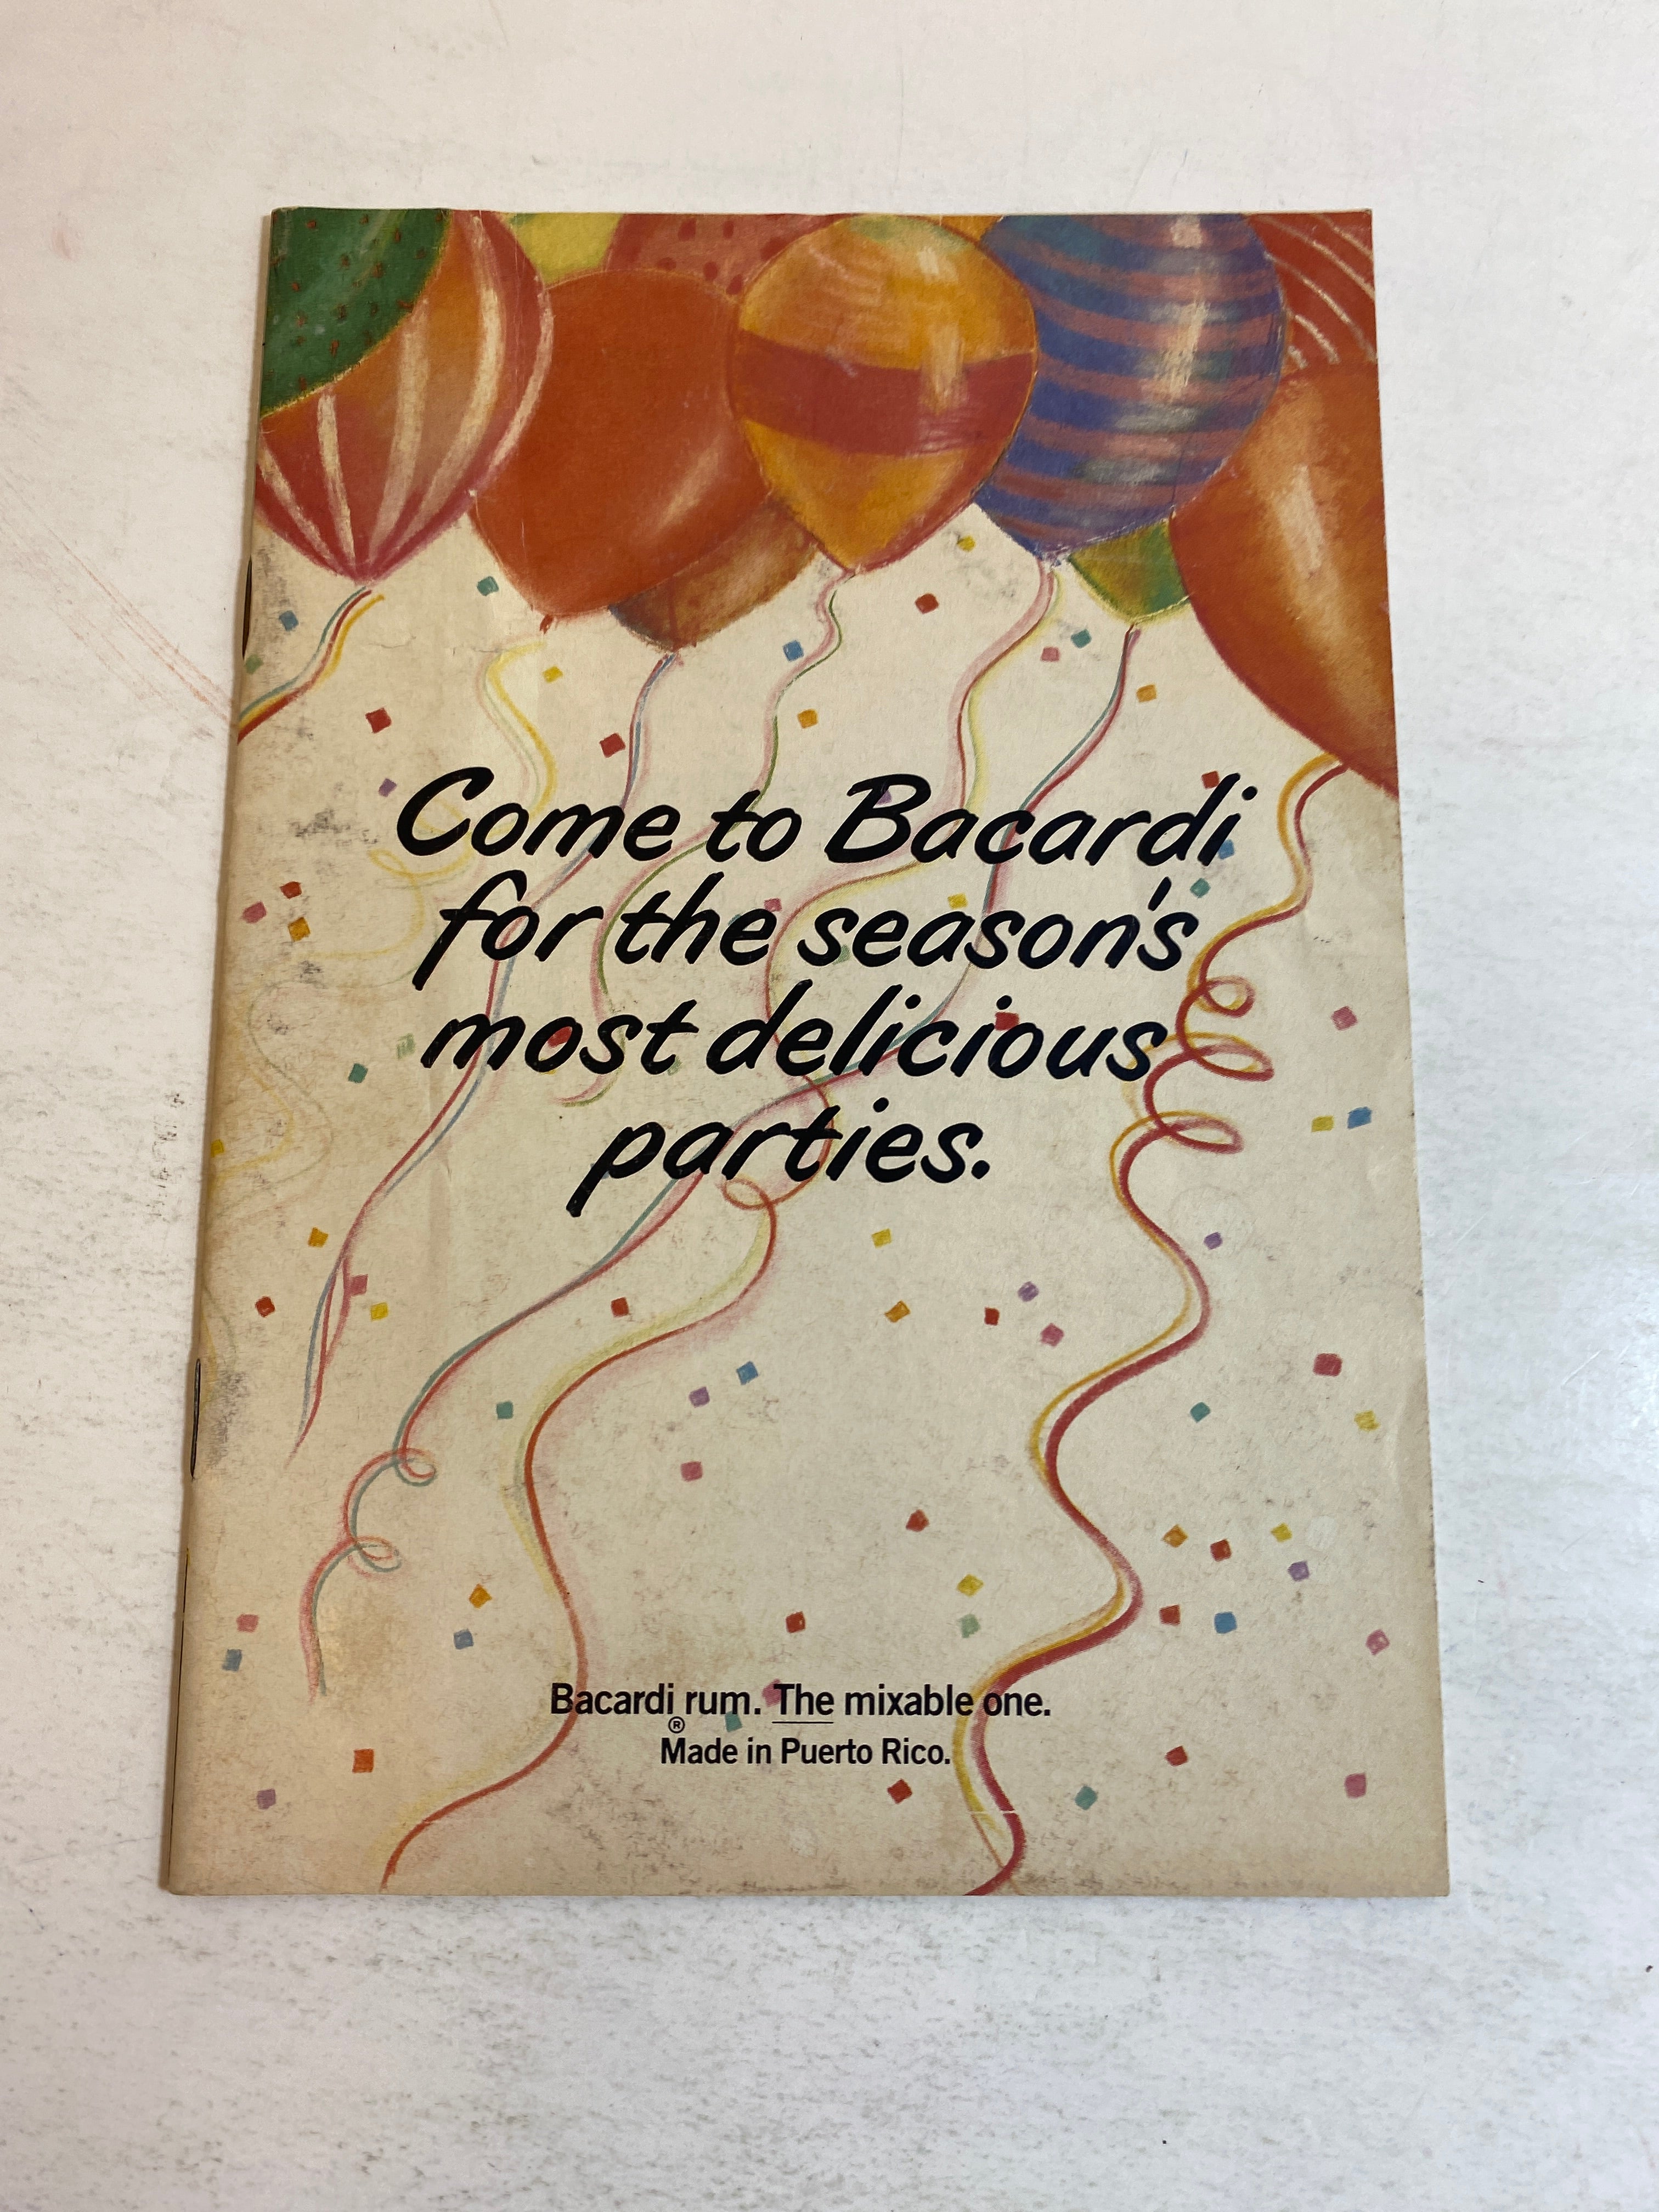 Come to Bacardi
for the season's
most delicious
parties.
Bacardi rum. The mixable one.
®
Made in Puerto Rico.